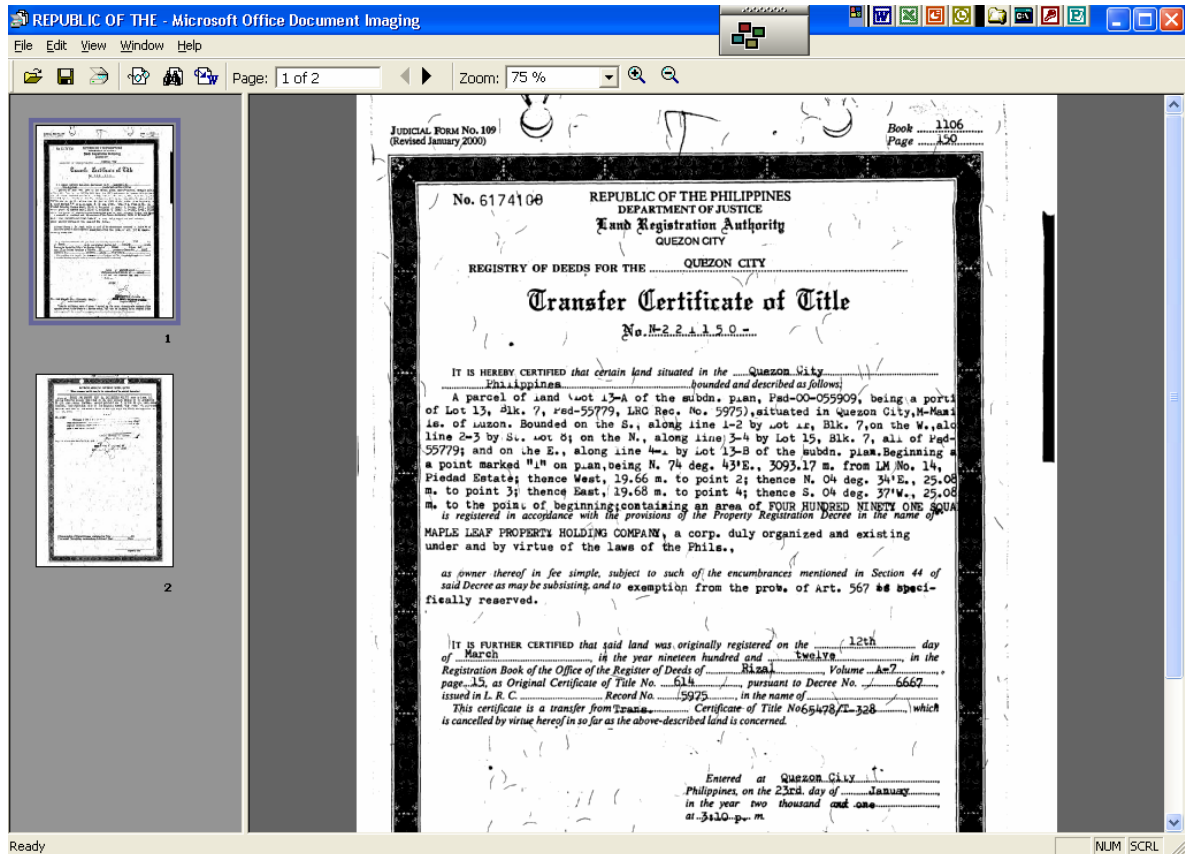 REPUBLIC OF THE - Microsoft Office Document Imaging
File Edit View Window Help
Page: 1 of 2 Zoom: 75 %
JUDICIAL FORM NO. 109
(Revised January, 2000)
Book 1106
Page 150
No. 6174100 REPUBLIC OF THE PHILIPPINES
DEPARTMENT OF JUSTICE
Land Registration Authority
QUEZON CITY
REGISTRY OF DEEDS FOR THE QUEZON CITY
Transfer Certificate of Title
No. N-221150-
IT IS HEREBY CERTIFIED that certain land situated in the Quezon City
Philippines bounded and described as follows:
A parcel of land (Lot 13-A of the subdn. plan, Psd-00-055909, being a porti
of Lot 13, Blk. 7, Psd-55779, LRC Rec. No. 5975),situated in Quezon City,M-Mani
Is. of Luzon. Bounded on the S., along line 1-2 by Lot Blk. 7,on the W.,alo
line 2-3 by St. Lot 8; on the N., along line 3-4 by Lot 15, Blk. 7, all of Psd-
55779; and on the E., along line 4-1 by Lot 13-B of the subdn. plan.Beginning a
a point marked "1" on plan,being N. 74 deg. 43'E., 3093.17 m. from LM No. 14,
Piedad Estate; thence West, 19.66 m. to point 2; thence N. 04 deg. 34'E., 25.08
m. to point 3; thence East, 19.68 m. to point 4; thence S. 04 deg. 37'W., 25.08
m. to the point of beginning;containing an area of FOUR HUNDRED NINETY ONE SQUA
is registered in accordance with the provisions of the Property Registration Decree in the name of
MAPLE LEAF PROPERTY HOLDING COMPANY, a corp. duly organized and existing
under and by virtue of the laws of the Phils.,
as owner thereof in fee simple, subject to such of the encumbrances mentioned in Section 44 of
said Decree as may be subsisting, and to exemption from the prob. of Art. 567 speci-
fically reserved.
IT IS FURTHER CERTIFIED that said land was originally registered on the 12th day
of March in the year nineteen hundred and twelve, in the
Registration Book of the Office of the Register of Deeds of Rizal, Volume A-7
page 15, as Original Certificate of Title No. 614, pursuant to Decree No. 6667
issued in L. R. C. Record No. 5975, in the name of
This certificate is a transfer from Trans. Certificate of Title No 65478/T-328, which
is cancelled by virtue hereof in so far as the above-described land is concerned.
Entered at Quezon City
Philippines, on the 23rd. day of January
in the year two thousand and one
at 3:10 p. m.
1
2
Ready NUM SCRL